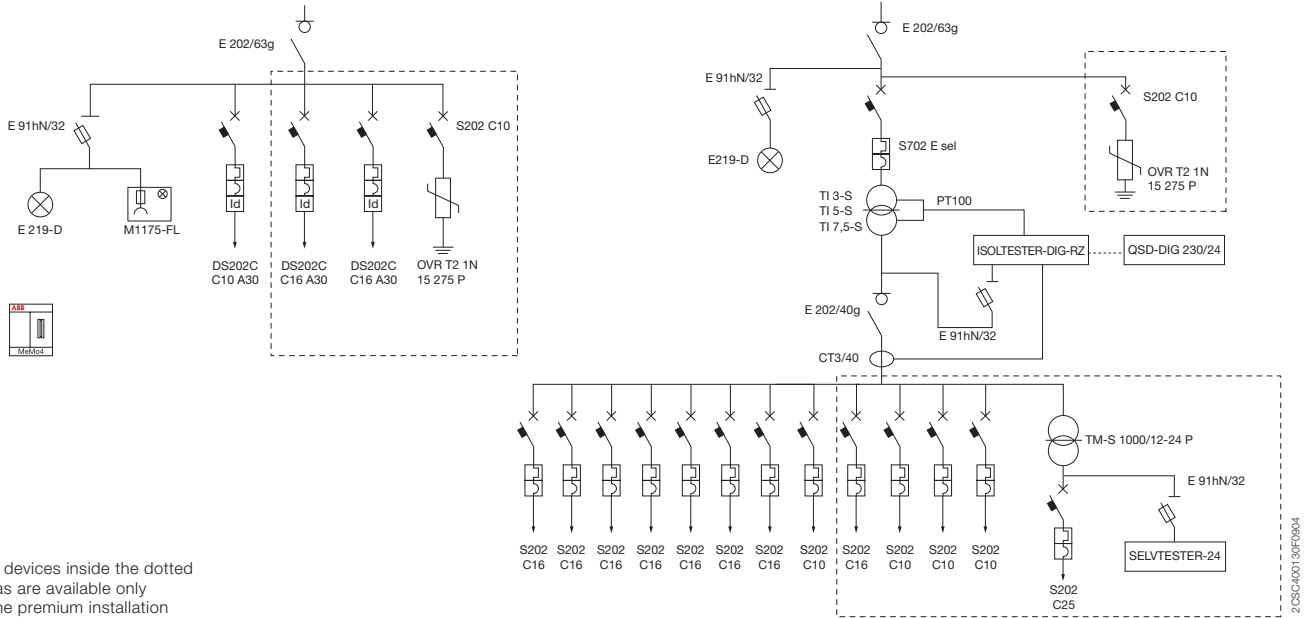 E 202/63g
E 91hN/32
S202 C10
Id
Id
Id
E 219-D
M1175-FL
DS202C
C10 A30
DS202C
C16 A30
DS202C
C16 A30
OVR T2 1N
15 275 P
ABB
MeMo4
devices inside the dotted
as are available only
ne premium installation
E 202/63g
E 91hN/32
S202 C10
E219-D
S702 E sel
OVR T2 1N
15 275 P
TI 3-S
TI 5-S
TI 7,5-S
PT100
ISOLTESTER-DIG-RZ
QSD-DIG 230/24
E 202/40g
E 91hN/32
CT3/40
TM-S 1000/12-24 P
E 91hN/32
SELVTESTER-24
S202
C16
S202
C16
S202
C16
S202
C16
S202
C16
S202
C16
S202
C16
S202
C10
S202
C16
S202
C10
S202
C10
S202
C10
S202
C25
2CSC400130F0904